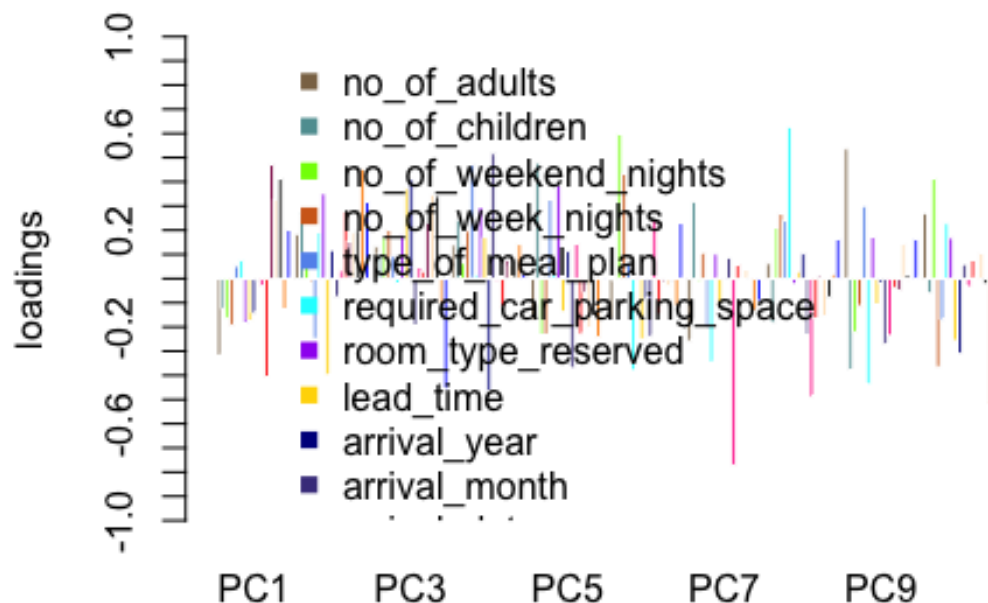 loadings
1.0
0.6
0.2
-0.2
-0.6
-1.0
no_of_adults
no_of_children
no_of_weekend_nights
no_of_week_nights
type_of_meal_plan
required_car_parking_space
room_type_reserved
lead_time
arrival_year
arrival_month
PC1 PC3 PC5 PC7 PC9